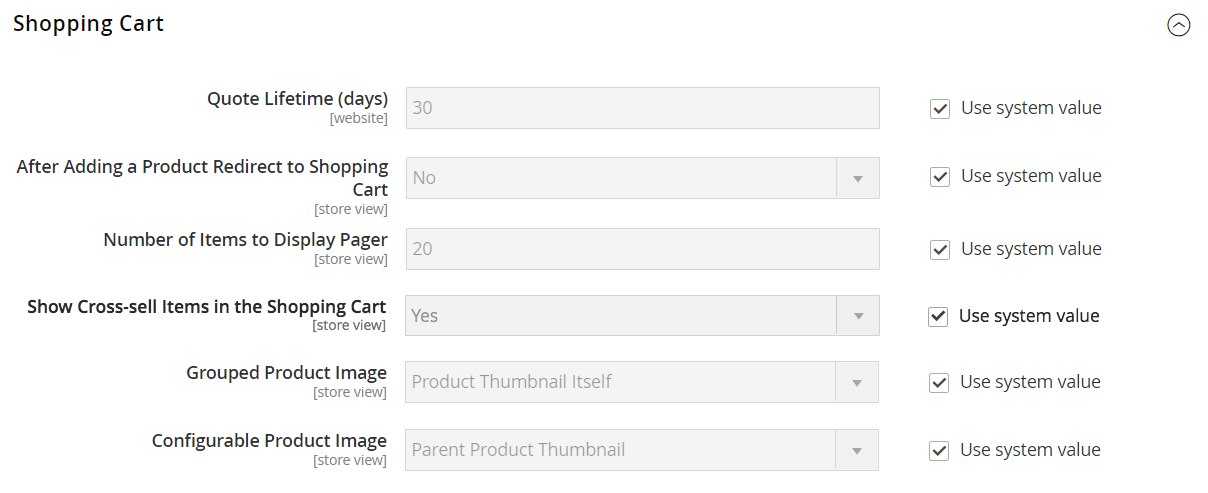 Shopping Cart
Quote Lifetime (days) 30 Use system value
[website]
After Adding a Product Redirect to Shopping
Cart No Use system value
[store view]
Number of Items to Display Pager 20 Use system value
[store view]
Show Cross-sell Items in the Shopping Cart Yes Use system value
[store view]
Grouped Product Image Product Thumbnail Itself Use system value
[store view]
Configurable Product Image Parent Product Thumbnail Use system value
[store view]